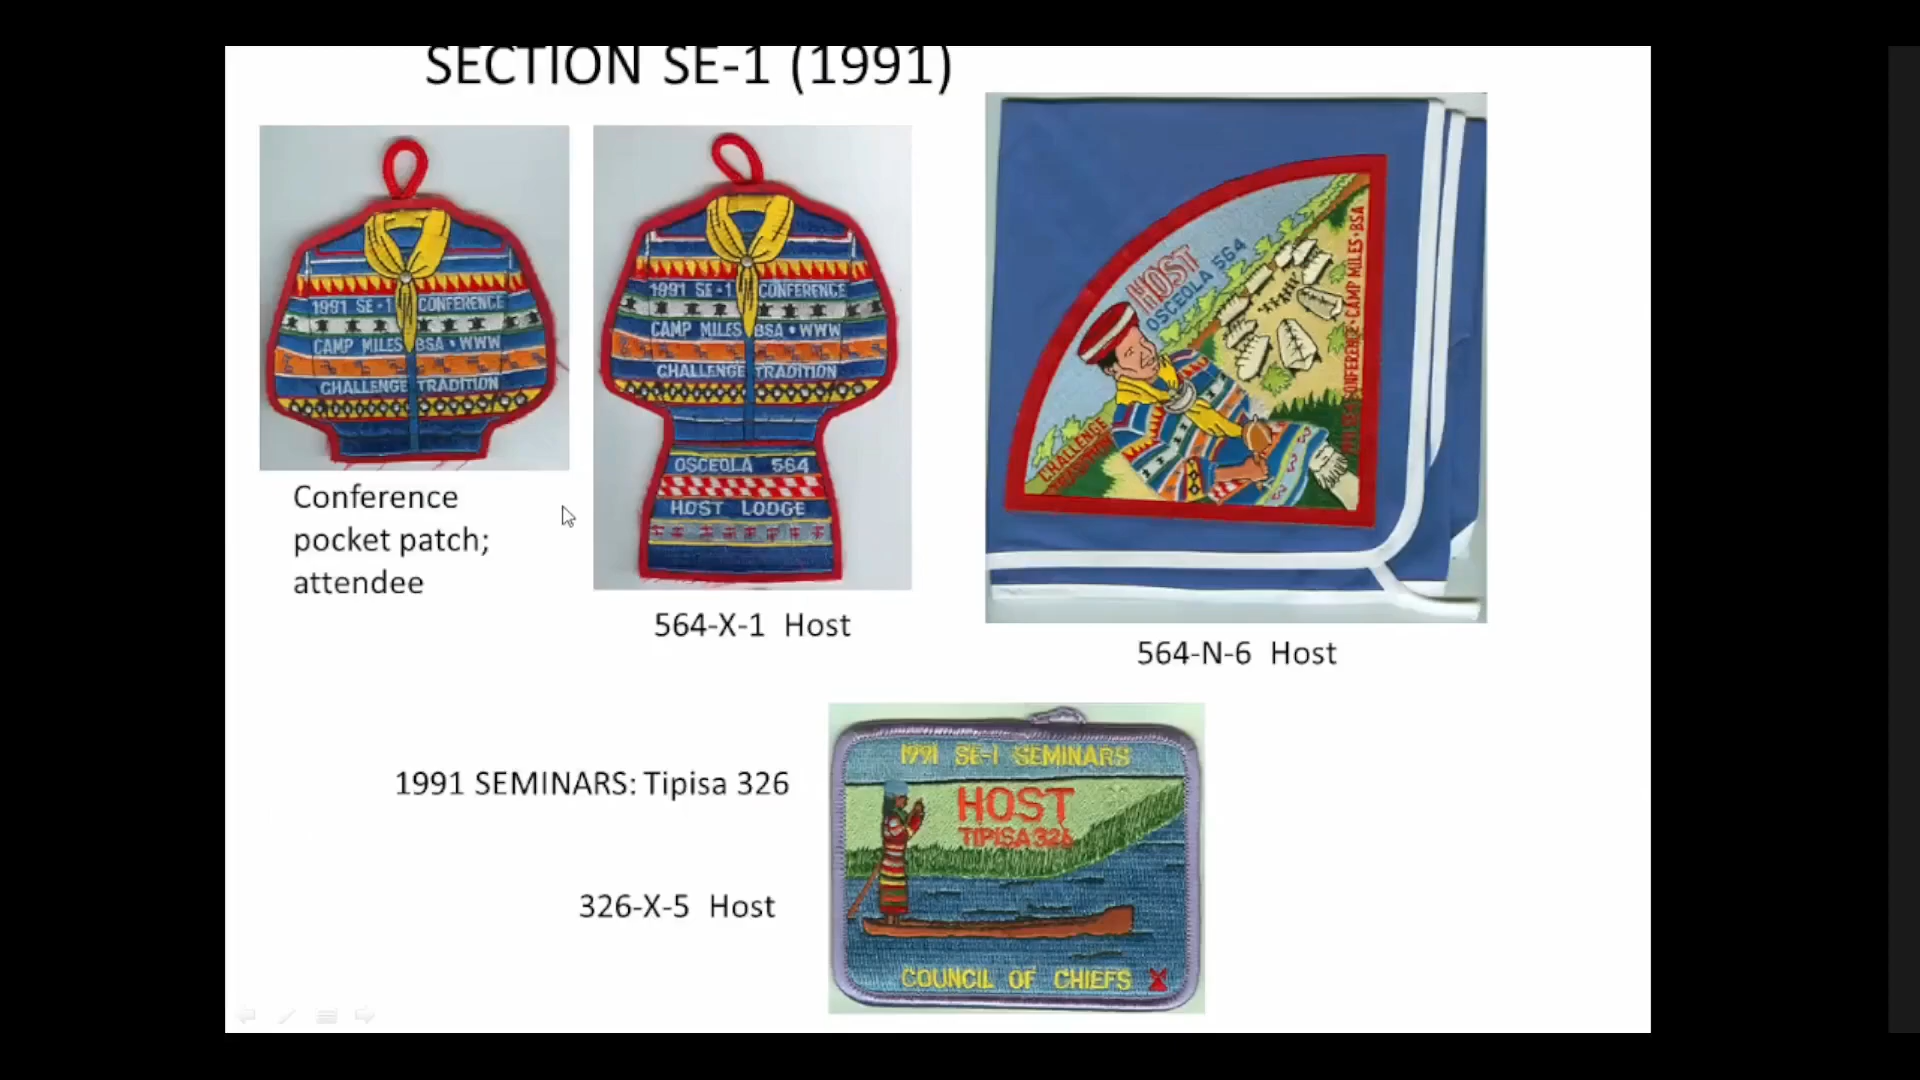 SECTION SE-1 (1991)
1991 SE-1 CONFERENCE
CAMP MILES BSA • WWW
CHALLENGE TRADITION
Conference
pocket patch;
attendee
1991 SE-1 CONFERENCE
CAMP MILES BSA • WWW
CHALLENGE TRADITION
OSCEOLA 564
HOST LODGE
564-X-1 Host
HOST
OSCEOLA 564
CHALLENGE
CONFERENCE • CAMP MILES • BSA
564-N-6 Host
1991 SEMINARS: Tipisa 326
326-X-5 Host
1991 SE-1 SEMINARS
HOST
TIPISA 326
COUNCIL OF CHIEFS